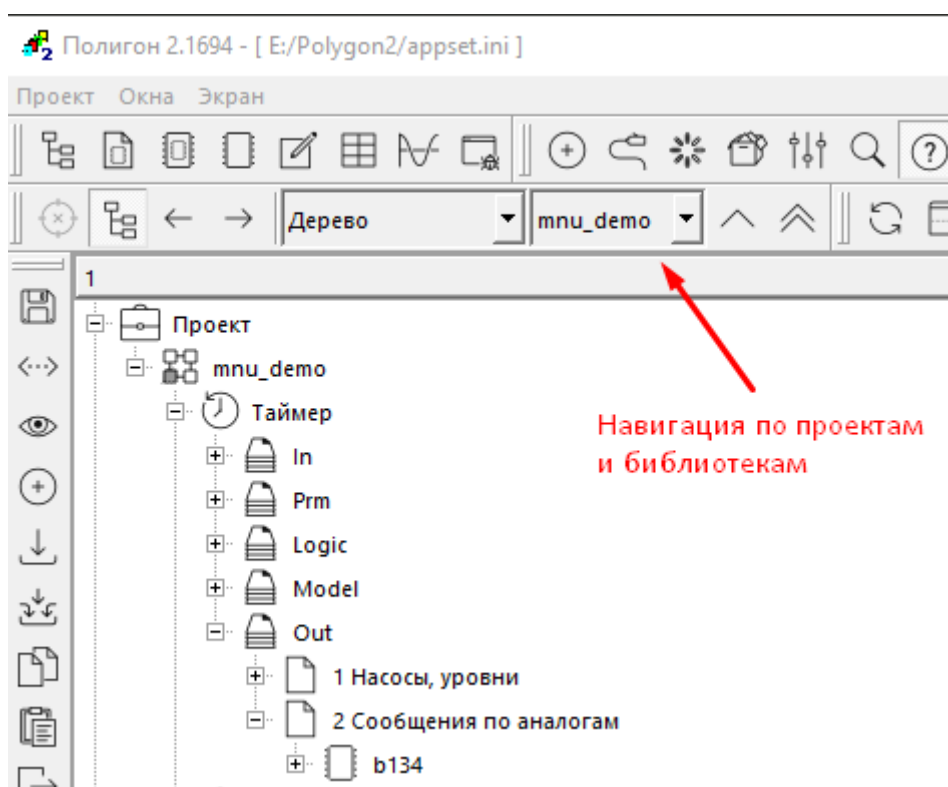 Полигон 2.1694 - [ E:/Polygon2/appset.ini ]
Проект Окна Экран
Дерево mnu_demo
1
Проект
mnu_demo
Таймер
In
Prm
Logic
Model
Out
1 Насосы, уровни
2 Сообщения по аналогам
b134
Навигация по проектам
и библиотекам